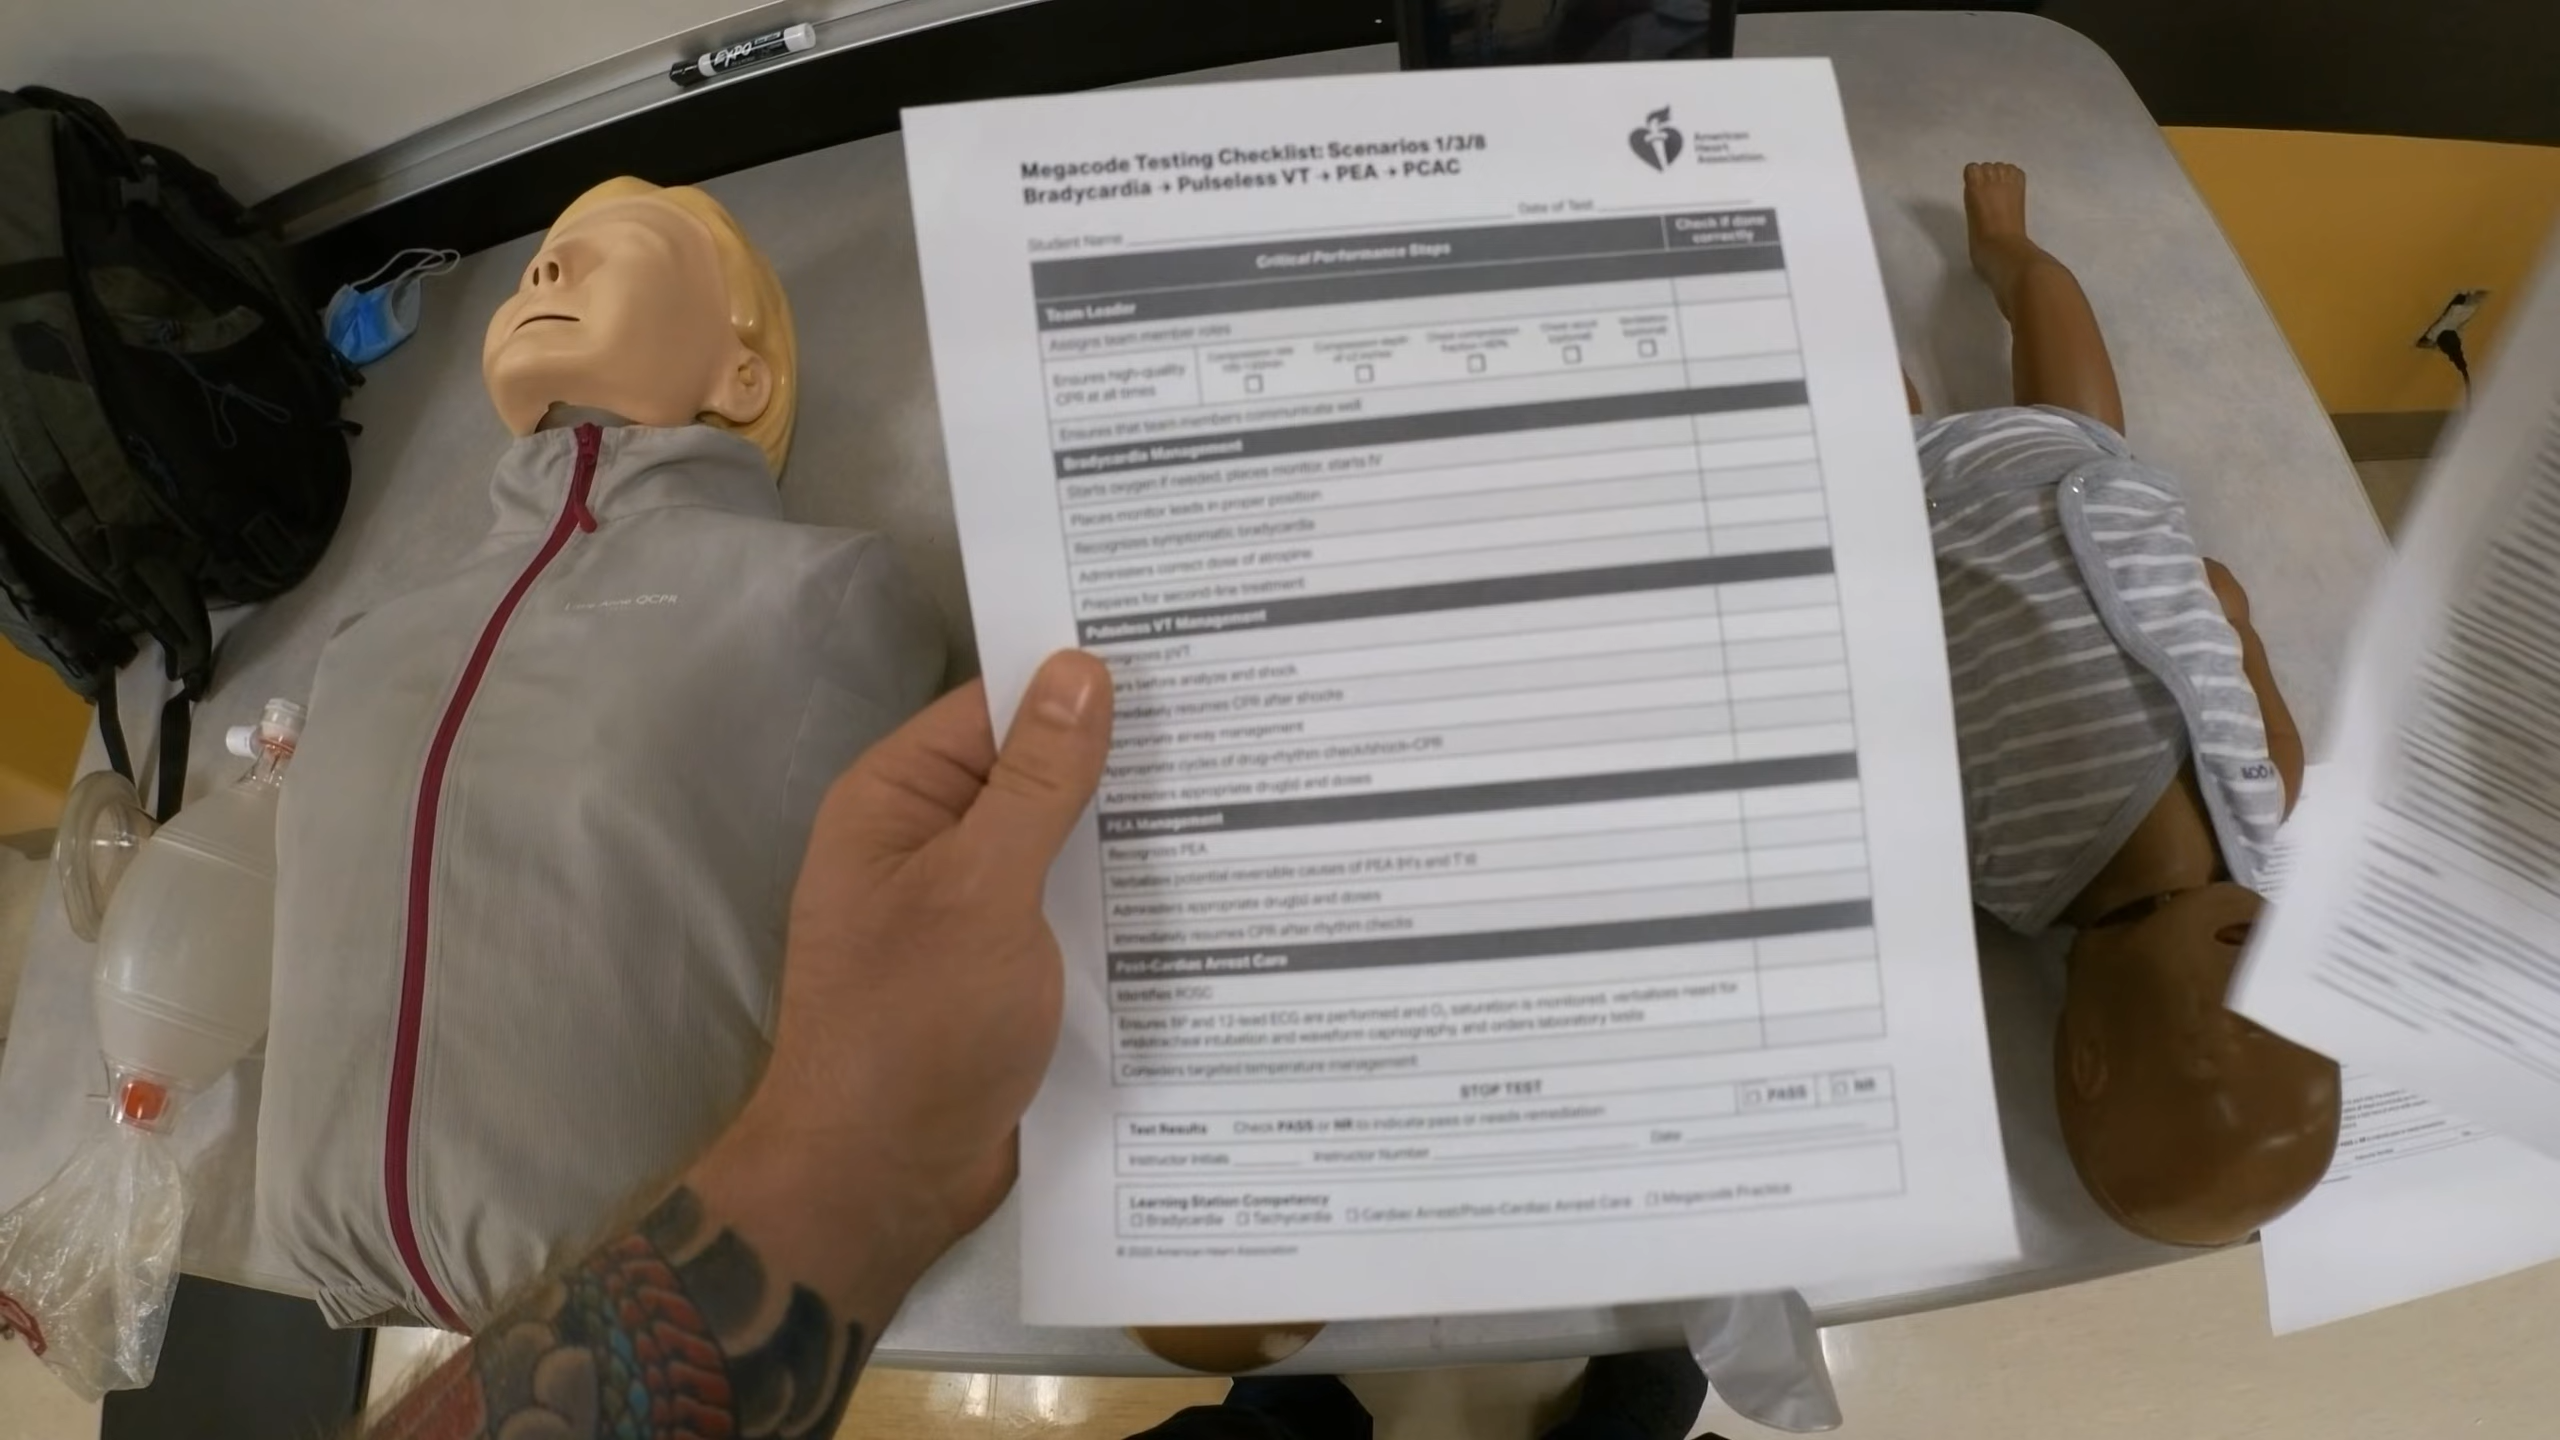 EXPO
Megacode Testing Checklist: Scenarios 1/3/8
Bradycardia → Pulseless VT → PEA → PCAC
American
Heart
Association.
Student Name
Date of Test
Critical Performance Steps
Check if done
correctly
Team Leader
Assigns team member roles
Ensures high-quality
CPR at all times
Ensures that team members communicate well
Bradycardia Management
Starts oxygen if needed, places monitor, starts IV
Places monitor leads in proper position
Recognizes symptomatic bradycardia
Administers correct dose of atropine
Prepares for second-line treatment
Pulseless VT Management
ognizes pVT
ars before analyze and shock
mediately resumes CPR after shocks
ppropriate airway management
Appropriate cycles of drug-rhythm check/shock-CPR
Administers appropriate drug(s) and doses
PEA Management
Recognizes PEA
Verbalizes potential reversible causes of PEA (H's and T's)
Administers appropriate drug(s) and doses
Immediately resumes CPR after rhythm checks
Post-Cardiac Arrest Care
Identifies ROSC
Ensures BP and 12-lead ECG are performed and O₂ saturation is monitored, verbalizes need for
endotracheal intubation and waveform capnography, and orders laboratory tests
Considers targeted temperature management
STOP TEST
Test Results Check PASS or NR to indicate pass or needs remediation
PASS
NR
Instructor Initials Instructor Number Date
Learning Station Competency
Bradycardia Tachycardia Cardiac Arrest/Post-Cardiac Arrest Care Megacode Practice
© 2020 American Heart Association
QCPR